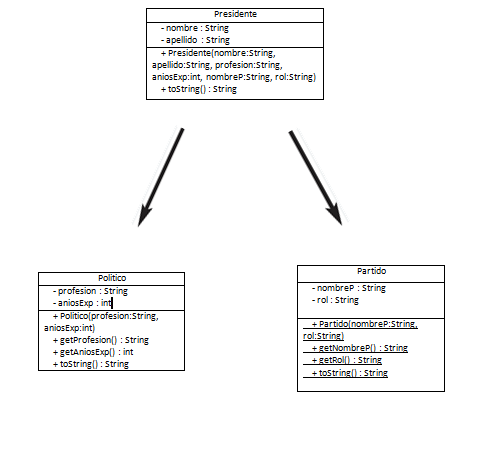 Presidente
- nombre : String
- apellido : String
+ Presidente(nombre:String,
apellido:String, profesion:String,
aniosExp:int, nombreP:String, rol:String)
+ toString() : String
Politico
- profesion : String
- aniosExp : int
+ Politico(profesion:String,
aniosExp:int)
+ getProfesion() : String
+ getAniosExp() : int
+ toString() : String
Partido
- nombreP : String
- rol : String
+ Partido(nombreP:String,
rol:String)
+ getNombreP() : String
+ getRol() : String
+ toString() : String